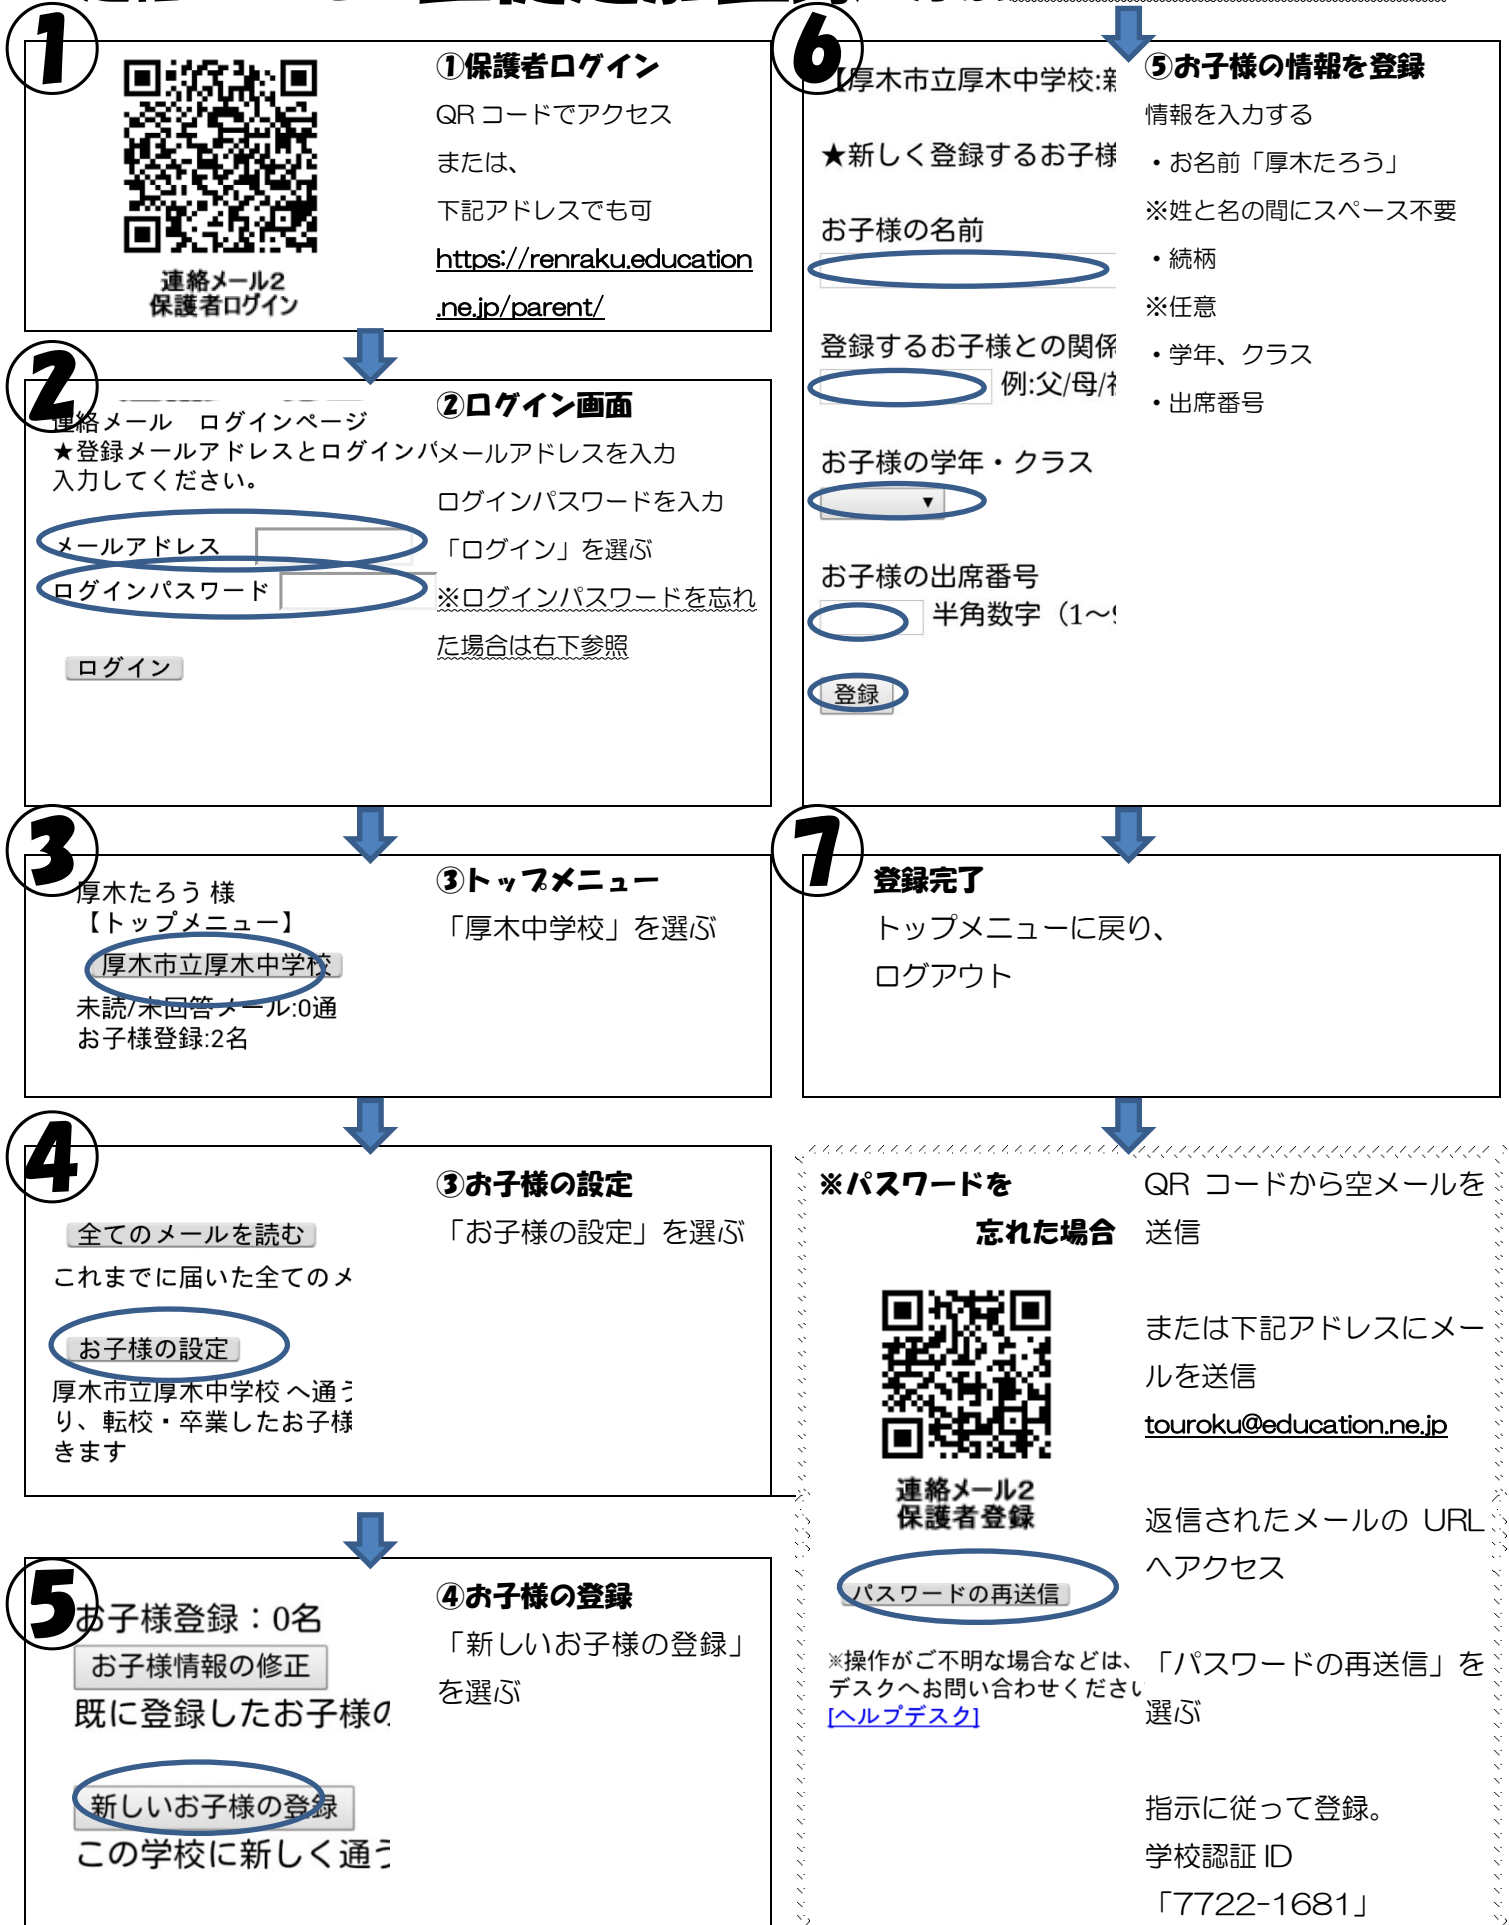 1
①保護者ログイン
QRコードでアクセス
または、
下記アドレスでも可
https://renraku.education
.ne.jp/parent/
連絡メール2
保護者ログイン
2
連絡メール　ログインページ
★登録メールアドレスとログインパ
入力してください。
メールアドレス
ログインパスワード
ログイン
②ログイン画面
メールアドレスを入力
ログインパスワードを入力
「ログイン」を選ぶ
※ログインパスワードを忘れ
た場合は右下参照
3
厚木たろう 様
【トップメニュー】
厚木市立厚木中学校
未読/未回答メール:0通
お子様登録:2名
③トップメニュー
「厚木中学校」を選ぶ
4
全てのメールを読む
これまでに届いた全てのメ
お子様の設定
厚木市立厚木中学校 へ通う
り、転校・卒業したお子様
きます
③お子様の設定
「お子様の設定」を選ぶ
5
お子様登録：0名
お子様情報の修正
既に登録したお子様の
新しいお子様の登録
この学校に新しく通う
④お子様の登録
「新しいお子様の登録」
を選ぶ
6
【厚木市立厚木中学校:新
★新しく登録するお子様
お子様の名前
登録するお子様との関係
例:父/母/
お子様の学年・クラス
▼
お子様の出席番号
半角数字（1～9
登録
⑤お子様の情報を登録
情報を入力する
・お名前「厚木たろう」
※姓と名の間にスペース不要
・続柄
※任意
・学年、クラス
・出席番号
7
登録完了
トップメニューに戻り、
ログアウト
※パスワードを
忘れた場合
連絡メール2
保護者登録
パスワードの再送信
※操作がご不明な場合などは、
デスクへお問い合わせください
[ヘルプデスク]
QR コードから空メールを
送信
または下記アドレスにメー
ルを送信
touroku@education.ne.jp
返信されたメールの URL
へアクセス
「パスワードの再送信」を
選ぶ
指示に従って登録。
学校認証 ID
「7722-1681」